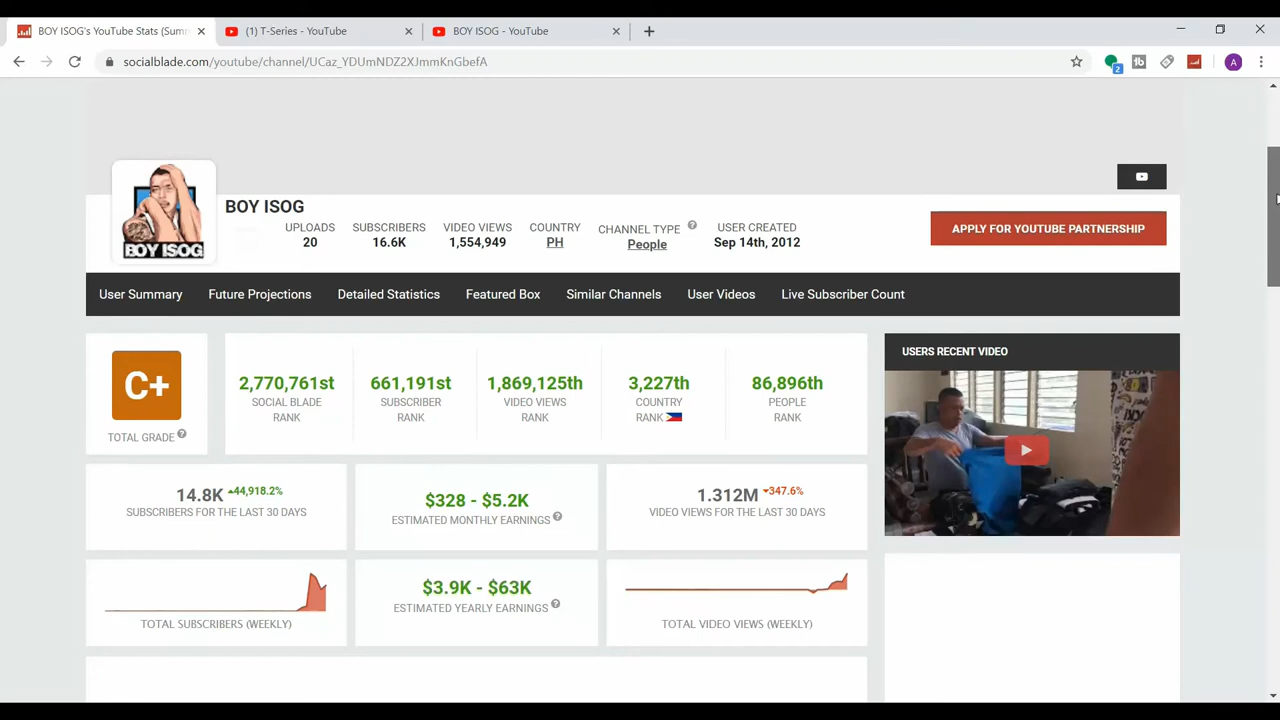 BOY ISOG's YouTube Stats (Sum
(1) T-Series - YouTube
BOY ISOG - YouTube
socialblade.com/youtube/channel/UCaz_YDUmNDZ2XJmmKnGbefA
2
A
BOY ISOG
BOY ISOG
UPLOADS
20
SUBSCRIBERS
16.6K
VIDEO VIEWS
1,554,949
COUNTRY
PH
CHANNEL TYPE
People
USER CREATED
Sep 14th, 2012
APPLY FOR YOUTUBE PARTNERSHIP
User Summary
Future Projections
Detailed Statistics
Featured Box
Similar Channels
User Videos
Live Subscriber Count
C+
TOTAL GRADE
2,770,761st
SOCIAL BLADE
RANK
661,191st
SUBSCRIBER
RANK
1,869,125th
VIDEO VIEWS
RANK
3,227th
COUNTRY
RANK
86,896th
PEOPLE
RANK
USERS RECENT VIDEO
14.8K 44,918.2%
SUBSCRIBERS FOR THE LAST 30 DAYS
$328 - $5.2K
ESTIMATED MONTHLY EARNINGS
1.312M 347.6%
VIDEO VIEWS FOR THE LAST 30 DAYS
TOTAL SUBSCRIBERS (WEEKLY)
$3.9K - $63K
ESTIMATED YEARLY EARNINGS
TOTAL VIDEO VIEWS (WEEKLY)